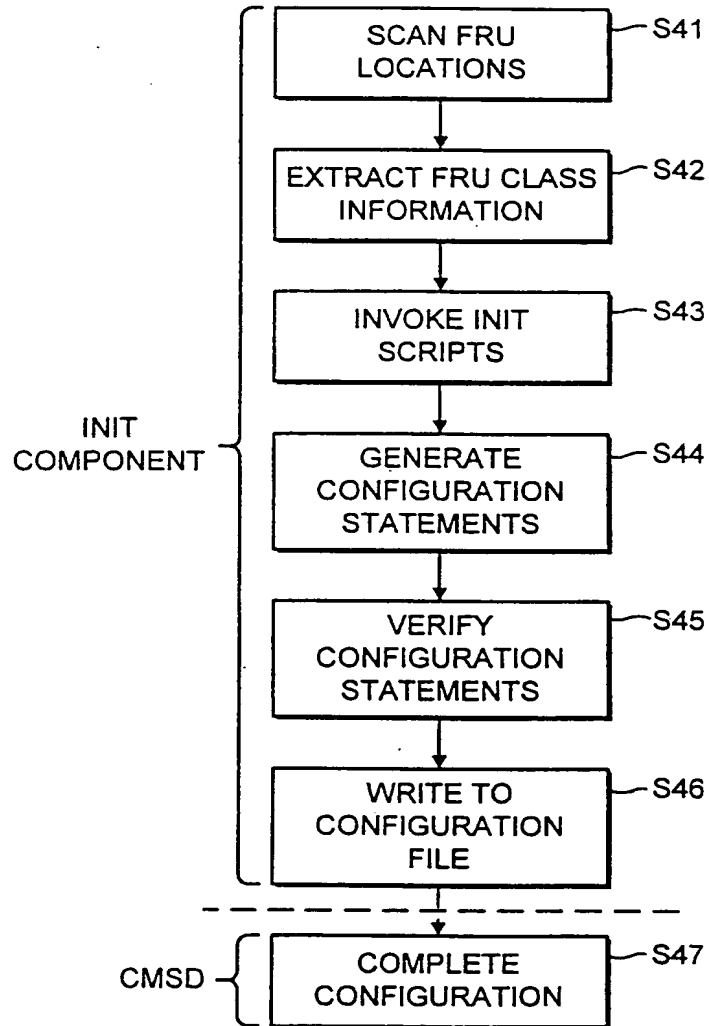 SCAN FRU
LOCATIONS
S41
EXTRACT FRU CLASS
INFORMATION
S42
INVOKE INIT
SCRIPTS
S43
INIT
COMPONENT
GENERATE
CONFIGURATION
STATEMENTS
S44
VERIFY
CONFIGURATION
STATEMENTS
S45
WRITE TO
CONFIGURATION
FILE
S46
CMSD
COMPLETE
CONFIGURATION
S47